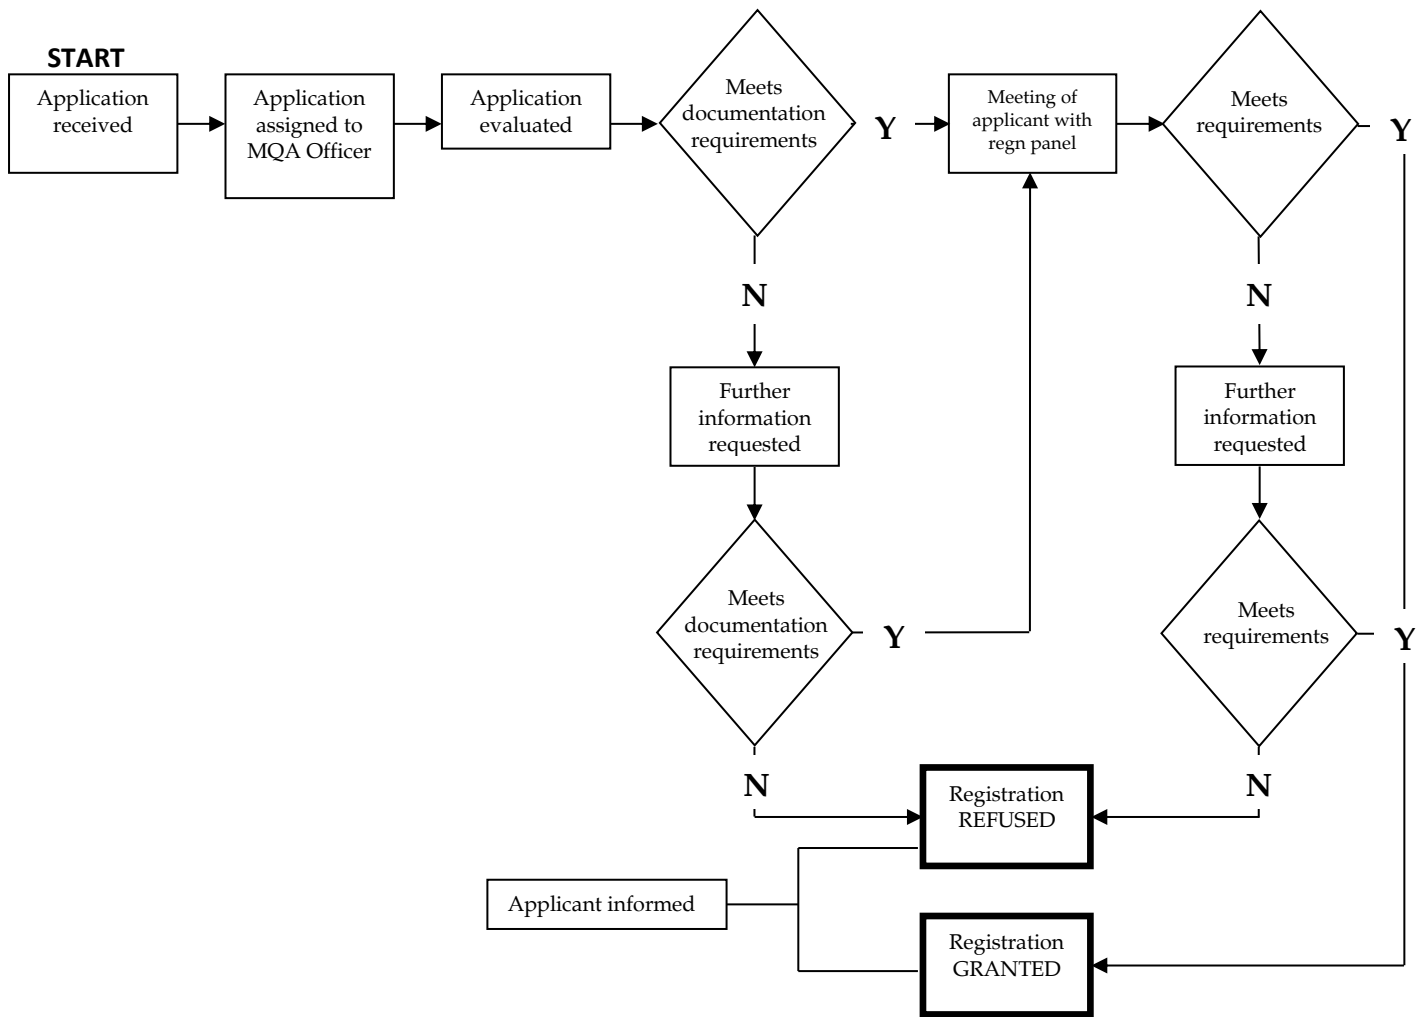 START
Application
received
Application
assigned to
MQA Officer
Application
evaluated
Meets
documentation
requirements
Y
Meeting of
applicant with
regn panel
Meets
requirements
Y
N
N
Further
information
requested
Further
information
requested
Meets
documentation
requirements
Y
Meets
requirements
Y
N
Registration
REFUSED
N
Applicant informed
Registration
GRANTED